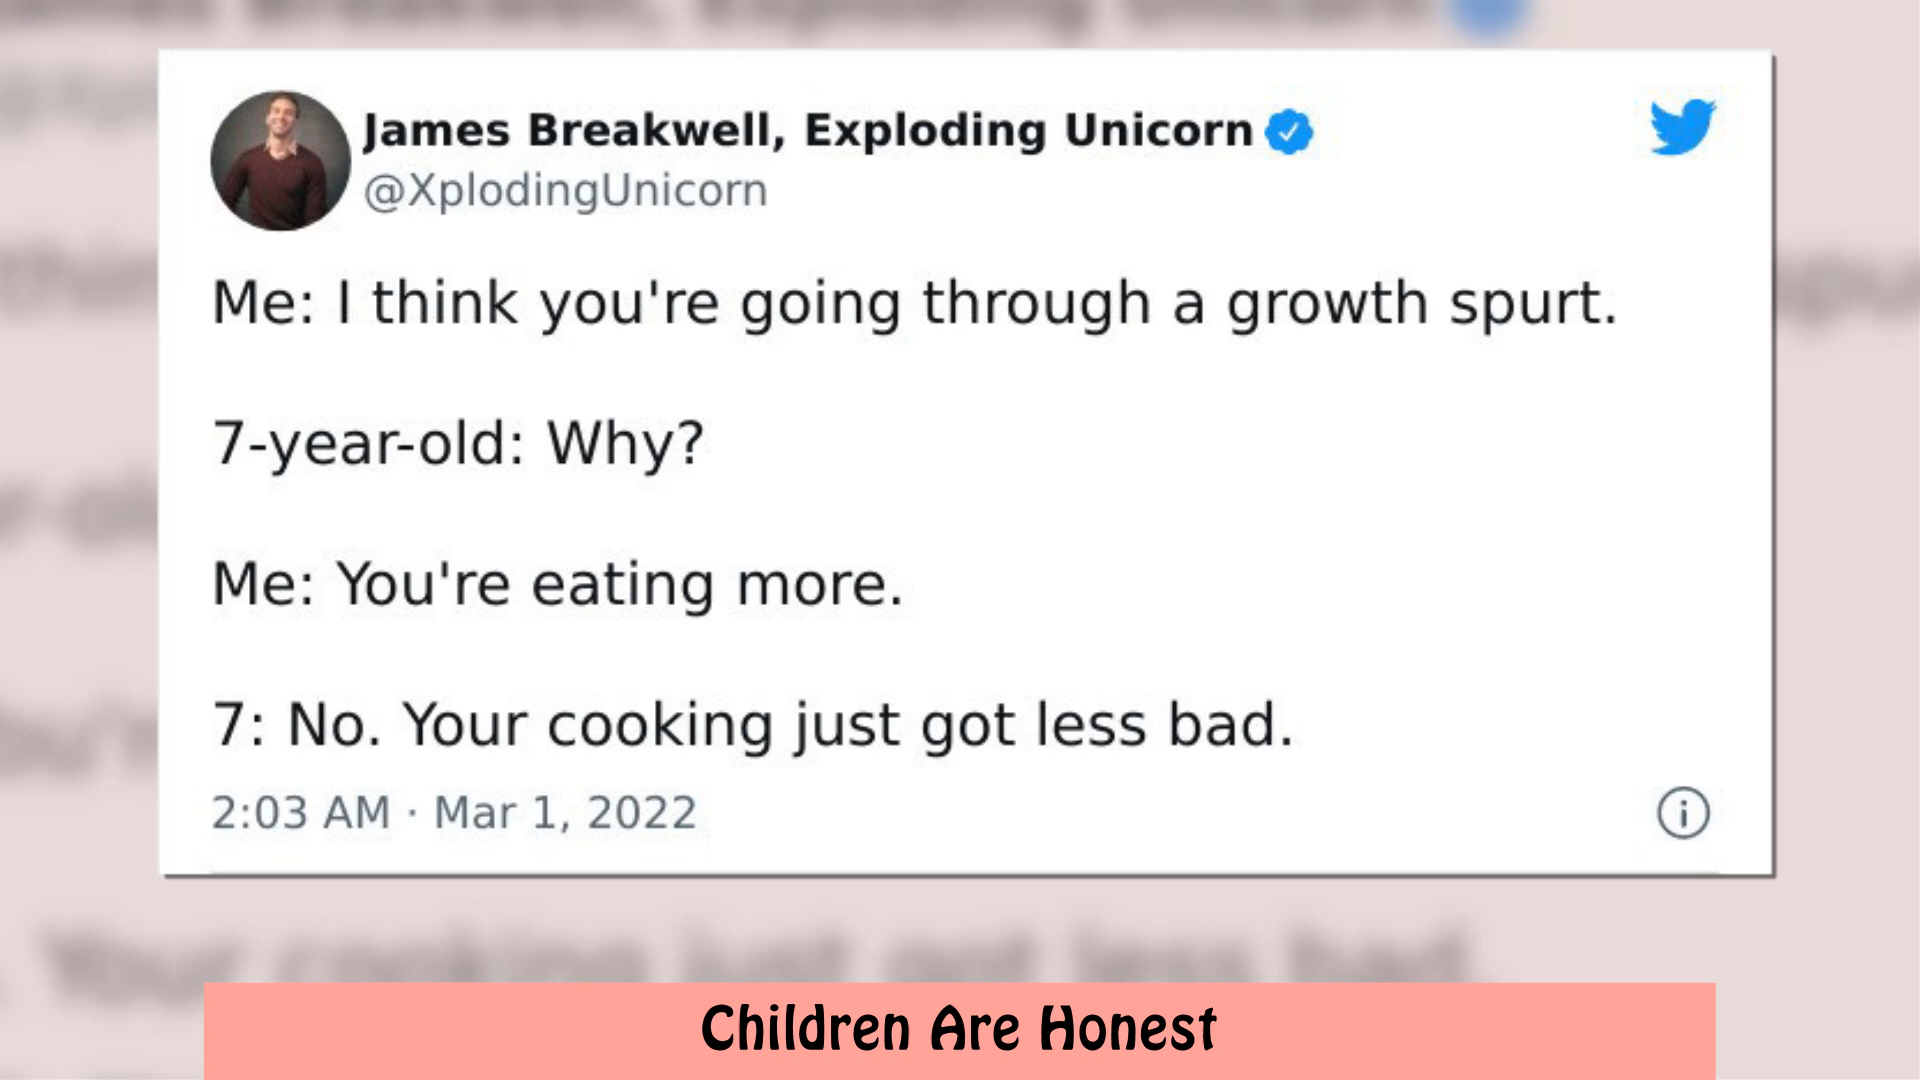 James Breakwell, Exploding Unicorn
@XplodingUnicorn
Me: I think you're going through a growth spurt.
7-year-old: Why?
Me: You're eating more.
7: No. Your cooking just got less bad.
2:03 AM · Mar 1, 2022
Children Are Honest